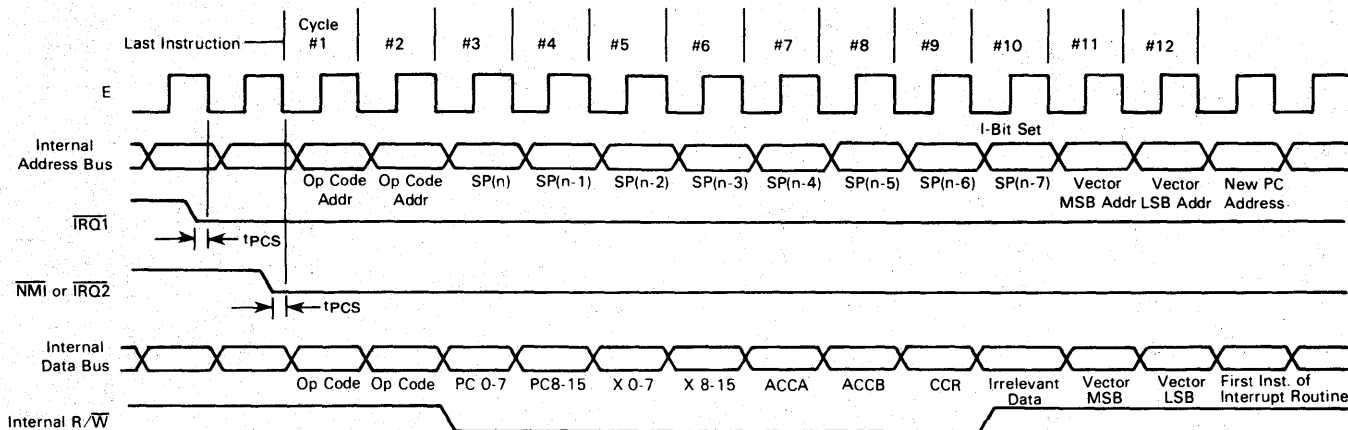 Cycle
Last Instruction #1 #2 #3 #4 #5 #6 #7 #8 #9 #10 #11 #12
E
I-Bit Set
Internal
Address Bus
Op Code Op Code SP(n) SP(n-1) SP(n-2) SP(n-3) SP(n-4) SP(n-5) SP(n-6) SP(n-7) Vector Vector New PC
Addr Addr MSB Addr LSB Addr Address
IRQ1
tPCS
NMI or IRQ2
tPCS
Internal
Data Bus
Op Code Op Code PC 0-7 PC8-15 X 0-7 X 8-15 ACCA ACCB CCR Irrelevant Vector Vector First Inst. of
Data MSB LSB Interrupt Routine
Internal R/W